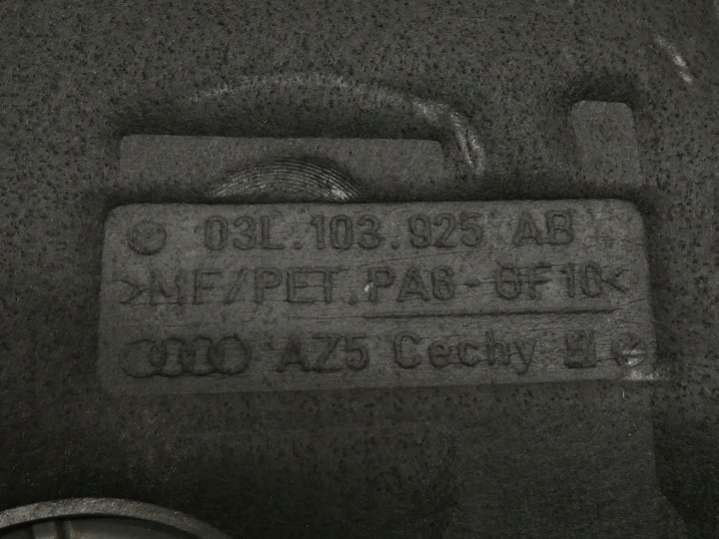 03L.103.925 AB
>MF/PET.PA6-GF10<
AZ5 Cechy